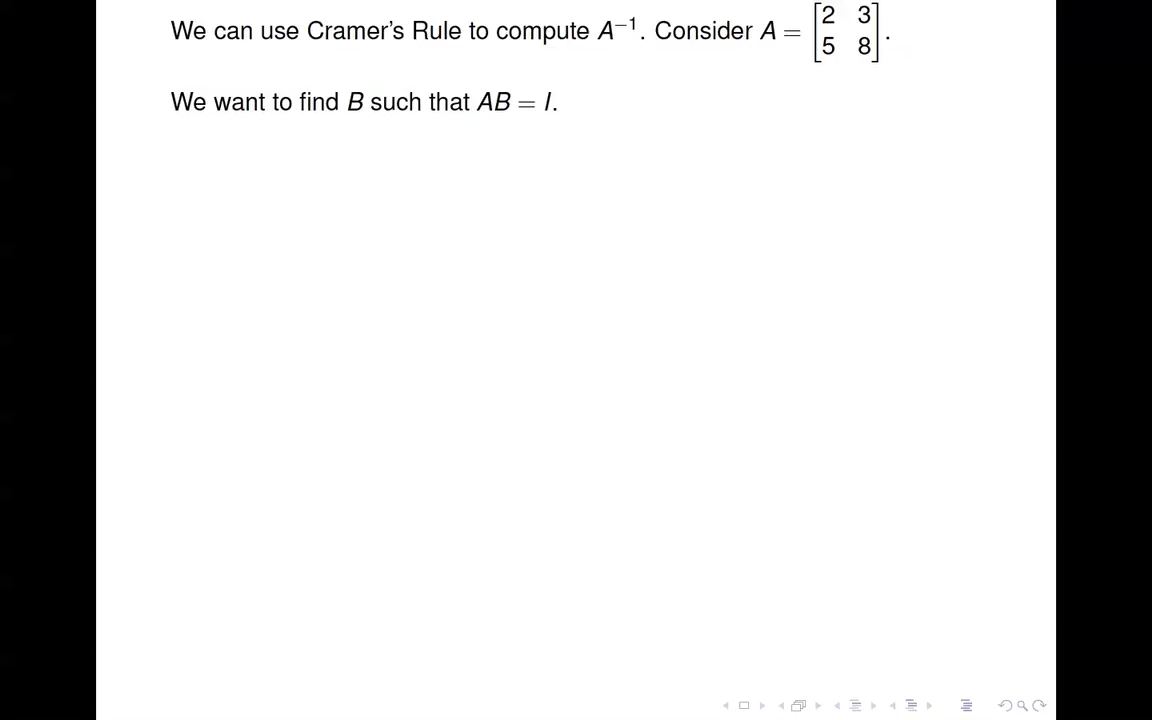 We can use Cramer's Rule to compute A⁻¹. Consider A = [2 3; 5 8].
We want to find B such that AB = I.